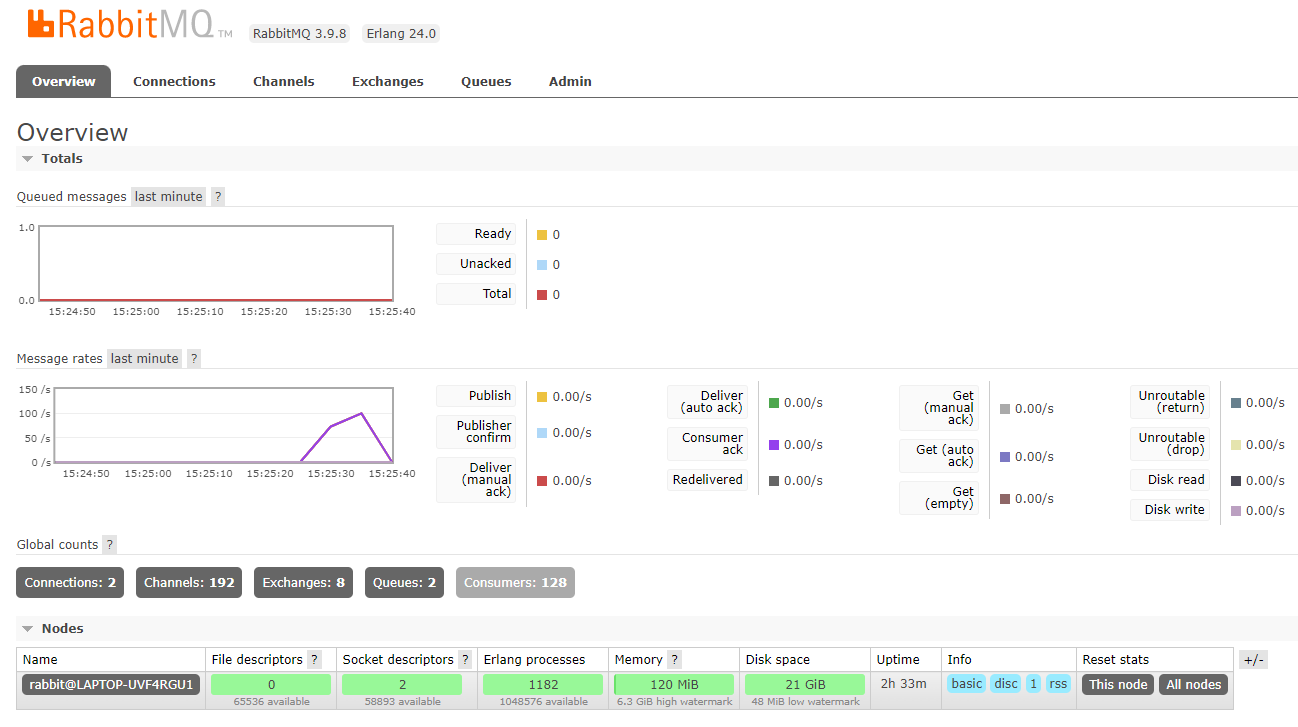 RabbitMQ TM RabbitMQ 3.9.8 Erlang 24.0
Overview Connections Channels Exchanges Queues Admin
Overview
Totals
Queued messages last minute ?
1.0
0.0
15:24:50 15:25:00 15:25:10 15:25:20 15:25:30 15:25:40
Ready 0
Unacked 0
Total 0
Message rates last minute ?
150 /s
100 /s
50 /s
0 /s
15:24:50 15:25:00 15:25:10 15:25:20 15:25:30 15:25:40
Publish 0.00/s
Publisher
confirm 0.00/s
Deliver
(manual
ack) 0.00/s
Deliver
(auto ack) 0.00/s
Consumer
ack 0.00/s
Redelivered 0.00/s
Get
(manual
ack) 0.00/s
Get (auto
ack) 0.00/s
Get
(empty) 0.00/s
Unroutable
(return) 0.00/s
Unroutable
(drop) 0.00/s
Disk read 0.00/s
Disk write 0.00/s
Global counts ?
Connections: 2 Channels: 192 Exchanges: 8 Queues: 2 Consumers: 128
Nodes
Name File descriptors ? Socket descriptors ? Erlang processes Memory ? Disk space Uptime Info Reset stats +/-
rabbit@LAPTOP-UVF4RGU1 0 2 1182 120 MiB 21 GiB 2h 33m basic disc 1 rss This node All nodes
65536 available 58893 available 1048576 available 6.3 GiB high watermark 48 MiB low watermark